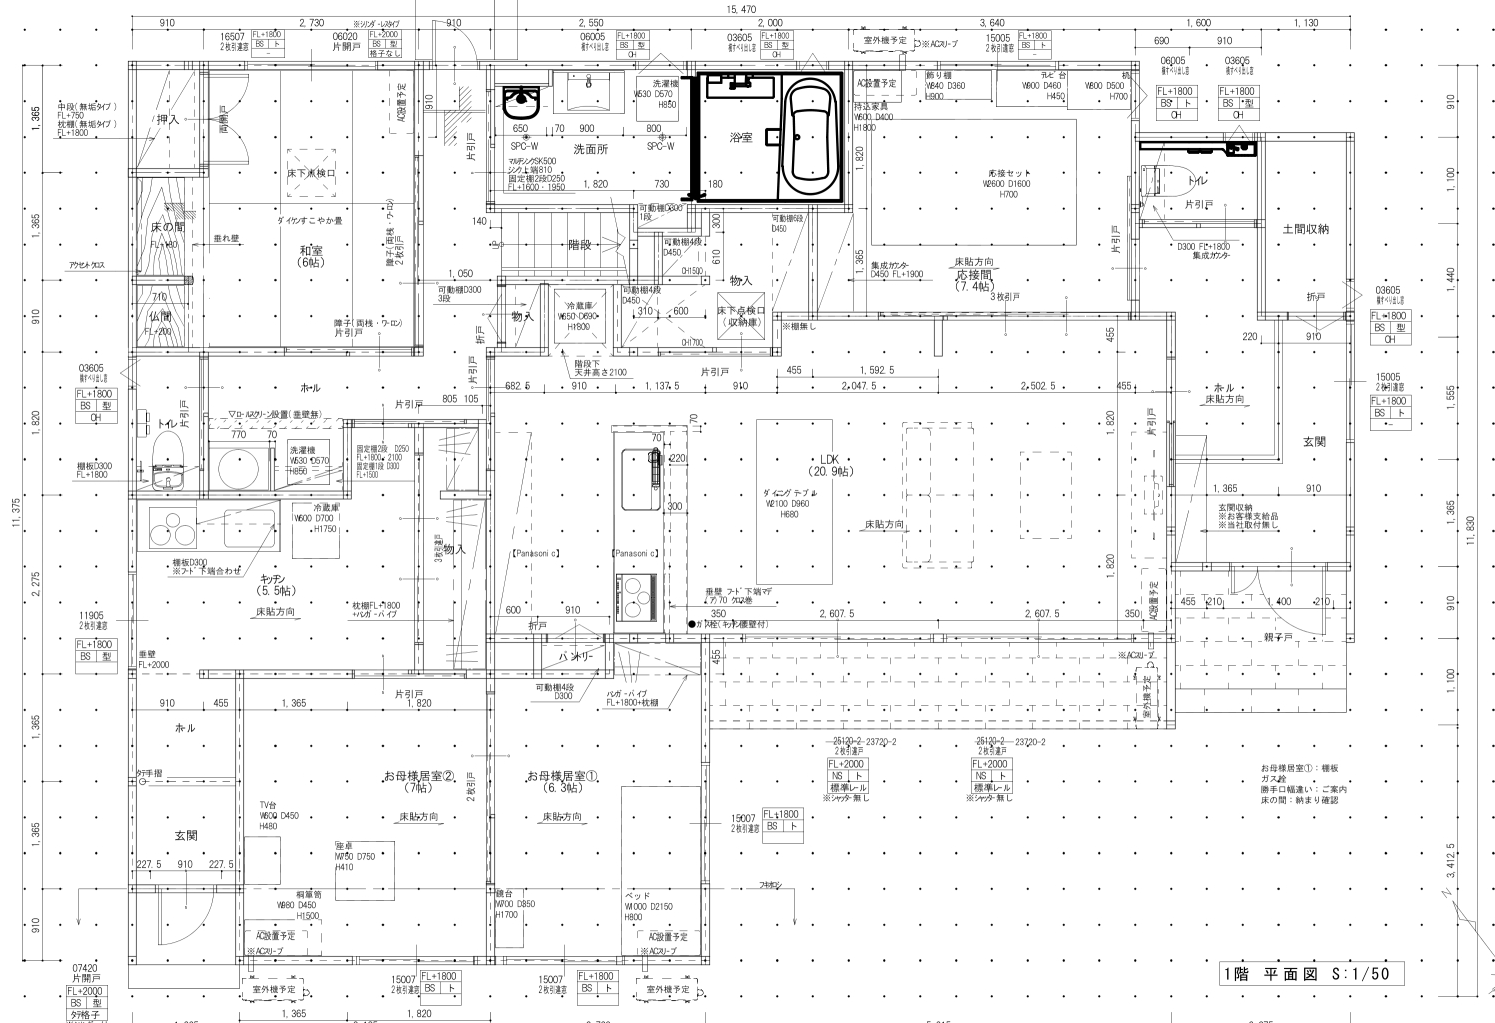 15,470
910
2,730
※シリンダーレスタイプ
910
2,550
2,000
3,640
1,600
1,130
16507
2枚引違窓
FL+1800
BS
ト
06020
片開戸
FL+2000
BS
型
格子なし
06005
横すべり出し窓
FL+1800
BS
型
OH
03605
横すべり出し窓
FL+1800
BS
型
OH
室外機予定
※ACスリーブ
15005
2枚引違窓
FL+1800
BS
ト
690
910
06005
横すべり出し窓
FL+1800
BS
ト
OH
03605
横すべり出し窓
FL+1800
BS
型
OH
中段(無垢タイプ)
FL+750
枕棚(無垢タイプ)
FL+1800
押入
両開戸
床下点検口
AC設置予定
910
片引戸
650
70
900
800
SPC-W
洗面所
SPC-W
洗濯機
W530 D570
H850
マルチシンクSK500
シンク上端810
固定棚2段D250
FL+1600・1950
1,820
730
180
浴室
AC設置予定
持込家具
W600 D400
H1800
飾り棚
W840 D360
H900
テレビ台
W900 D460
H450
机
W800 D500
H700
応接セット
W2600 D1600
H700
床貼方向
応接間
(7.4帖)
3枚引戸
片引戸
トイレ
片引戸
D300 FL+1800
集成カウンター
土間収納
床の間
FL+180
垂れ壁
ダイケンすこやか畳
和室
(6帖)
障子(両桟・ワーロン)
2枚引戸
アクセントクロス
710
仏間
FL+200
障子(両桟・ワーロン)
片引戸
140
階段
可動棚D300
1段
可動棚4段
D450
OH1500
300
610
可動棚6段
D450
集成カウンター
D450 FL+1900
物入
床下点検口
(収納庫)
※棚無し
1,050
可動棚D300
3段
物入
折戸
冷蔵庫
W650 D690
H1800
可動棚4段
D450
310
600
OH1700
階段下
天井高さ2100
片引戸
折戸
03605
横すべり出し窓
FL+1800
BS
型
OH
220
910
03605
横すべり出し窓
FL+1800
BS
型
OH
トイレ
片引戸
ホール
▽ロールスクリーン設置(垂壁無)
片引戸
片引戸
805
105
682.5
910
1,137.5
910
455
1,592.5
2,047.5
2,502.5
455
455
ホール
床貼方向
玄関
15005
2枚引違窓
FL+1800
BS
ト
770
70
洗濯機
W530 D570
H850
固定棚2段 D250
FL+1800、2100
固定棚1段 D300
FL+1500
棚板D300
FL+1800
冷蔵庫
W600 D700
H1750
棚板D300
※フード下端合わせ
キッチン
(5.5帖)
床貼方向
3枚引違戸
物入
枕棚FL+1800
+ハンガーパイプ
70
70
220
300
【Panasonic】
【Panasonic】
LDK
(20.9帖)
ダイニングテーブル
W2100 D960
H680
床貼方向
1,820
1,820
片引戸
AC設置予定
1,365
910
玄関収納
※お客様支給品
※当社取付無し
11905
2枚引違窓
FL+1800
BS
型
垂壁
FL+2000
600
910
折戸
パントリー
垂壁 フード下端マデ
ア)70 クロス巻
●ガス栓(キッチン腰壁付)
350
2,607.5
2,607.5
350
455
210
1,400
210
親子戸
455
※ACスリーブ
室外機予定
可動棚4段
D300
ハンガーパイプ
FL+1800+枕棚
片引戸
910
455
1,365
1,820
ホール
タテ手摺
お母様居室②
(7帖)
床貼方向
2枚引戸
お母様居室①
(6.3帖)
床貼方向
25120-2 23720-2
2枚引違戸
FL+2000
NS
ト
標準レール
※シャッター無し
25120-2 23720-2
2枚引違戸
FL+2000
NS
ト
標準レール
※シャッター無し
お母様居室①:棚板
ガス栓
勝手口幅違い:ご案内
床の間:納まり確認
TV台
W600 D450
H480
座卓
W750 D750
H410
玄関
227.5
910
227.5
15007
2枚引違窓
FL+1800
BS
ト
桐箪笥
W980 D450
H1500
鏡台
W700 D350
H1700
ベッド
W1000 D2150
H800
AC設置予定
※ACスリーブ
AC設置予定
※ACスリーブ
室外機予定
室外機予定
07420
片開戸
FL+2000
BS
型
タテ格子
15007
2枚引違窓
FL+1800
BS
ト
15007
2枚引違窓
FL+1800
BS
ト
1,365
1,820
1階 平面図 S:1/50
11,375
1,365
1,365
910
1,820
2,275
1,365
1,365
910
1,820
1,365
910
1,100
1,440
1,555
1,365
910
1,100
3,412.5
11,830